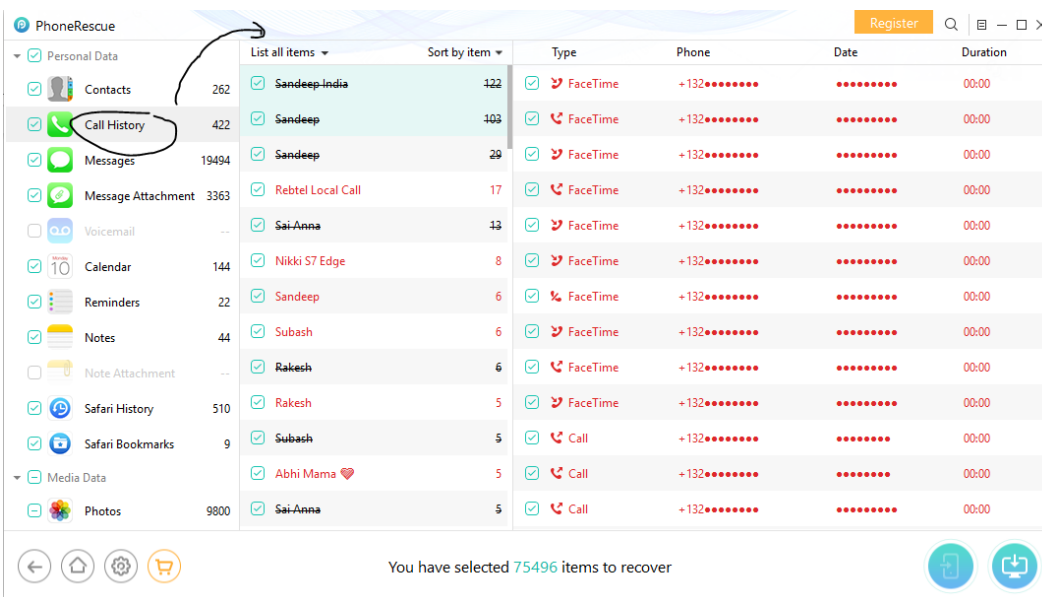 PhoneRescue Register
Personal Data
List all items Sort by item Type Phone Date Duration
Contacts 262 Sandeep India 122 FaceTime +132●●●●●●●● ●●●●●●●●● 00:00
Call History 422 Sandeep 103 FaceTime +132●●●●●●●● ●●●●●●●●● 00:00
Messages 19494 Sandeep 29 FaceTime +132●●●●●●●● ●●●●●●●●● 00:00
Message Attachment 3363 Rebtel Local Call 17 FaceTime +132●●●●●●●● ●●●●●●●●● 00:00
Voicemail -- Sai Anna 13 FaceTime +132●●●●●●●● ●●●●●●●●● 00:00
Monday 10 Calendar 144 Nikki S7 Edge 8 FaceTime +132●●●●●●●● ●●●●●●●●● 00:00
Reminders 22 Sandeep 6 FaceTime +132●●●●●●●● ●●●●●●●●● 00:00
Notes 44 Subash 6 FaceTime +132●●●●●●●● ●●●●●●●●● 00:00
Note Attachment -- Rakesh 6 FaceTime +132●●●●●●●● ●●●●●●●●● 00:00
Safari History 510 Rakesh 5 FaceTime +132●●●●●●●● ●●●●●●●●● 00:00
Safari Bookmarks 9 Subash 5 Call +132●●●●●●●● ●●●●●●●● 00:00
Media Data Abhi Mama 💗 5 Call +132●●●●●●●● ●●●●●●●● 00:00
Photos 9800 Sai Anna 5 Call +132●●●●●●●● ●●●●●●●●● 00:00
You have selected 75496 items to recover